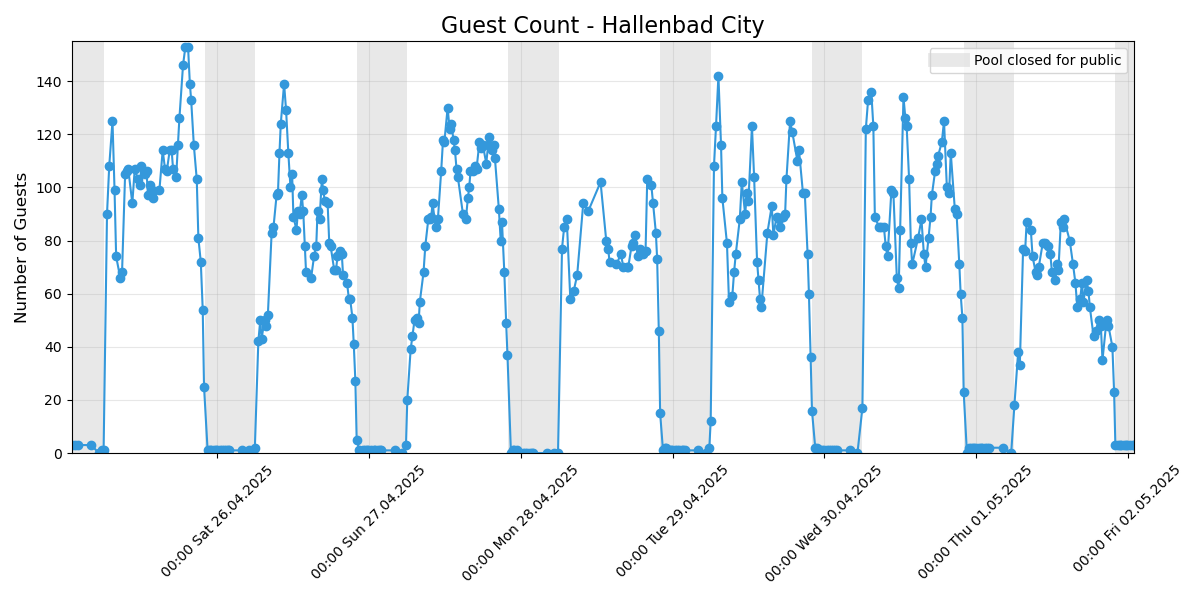 Guest Count - Hallenbad City
Pool closed for public
Number of Guests
140
120
100
80
60
40
20
0
00:00 Sat 26.04.2025
00:00 Sun 27.04.2025
00:00 Mon 28.04.2025
00:00 Tue 29.04.2025
00:00 Wed 30.04.2025
00:00 Thu 01.05.2025
00:00 Fri 02.05.2025